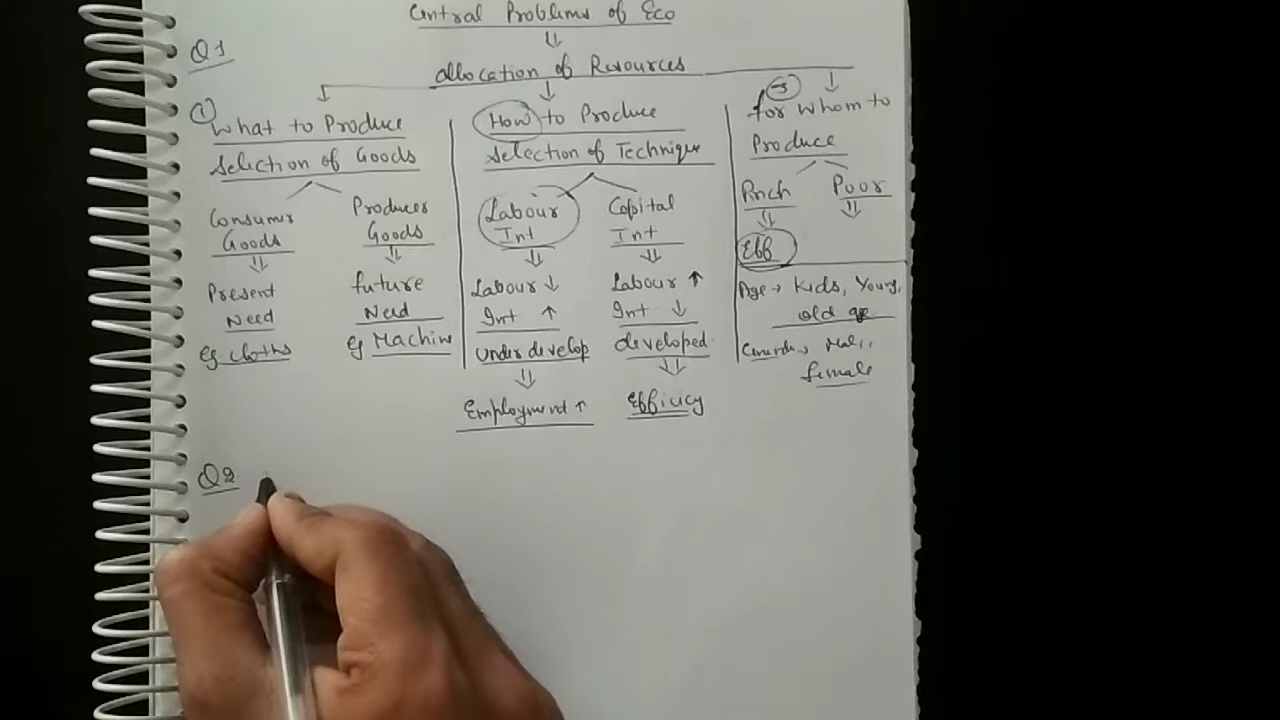 Central Problems of Eco
⇓
Q1
Allocation of Resources
① What to Produce
Selection of Goods
Consumer Goods
⇓
Present Need
Eg Cloths
Producer Goods
⇓
future Need
Eg Machine
How to Produce
Selection of Technique
Labour Int
⇓
Labour ↓
Int ↑
Under develop
⇓
Employment ↑
Capital Int
⇓
Labour ↑
Int ↓
developed
⇓
③
for whom to Produce
Rich
⇓
Eff
Poor
⇓
Age → Kids, Young,
old age
female
Q2